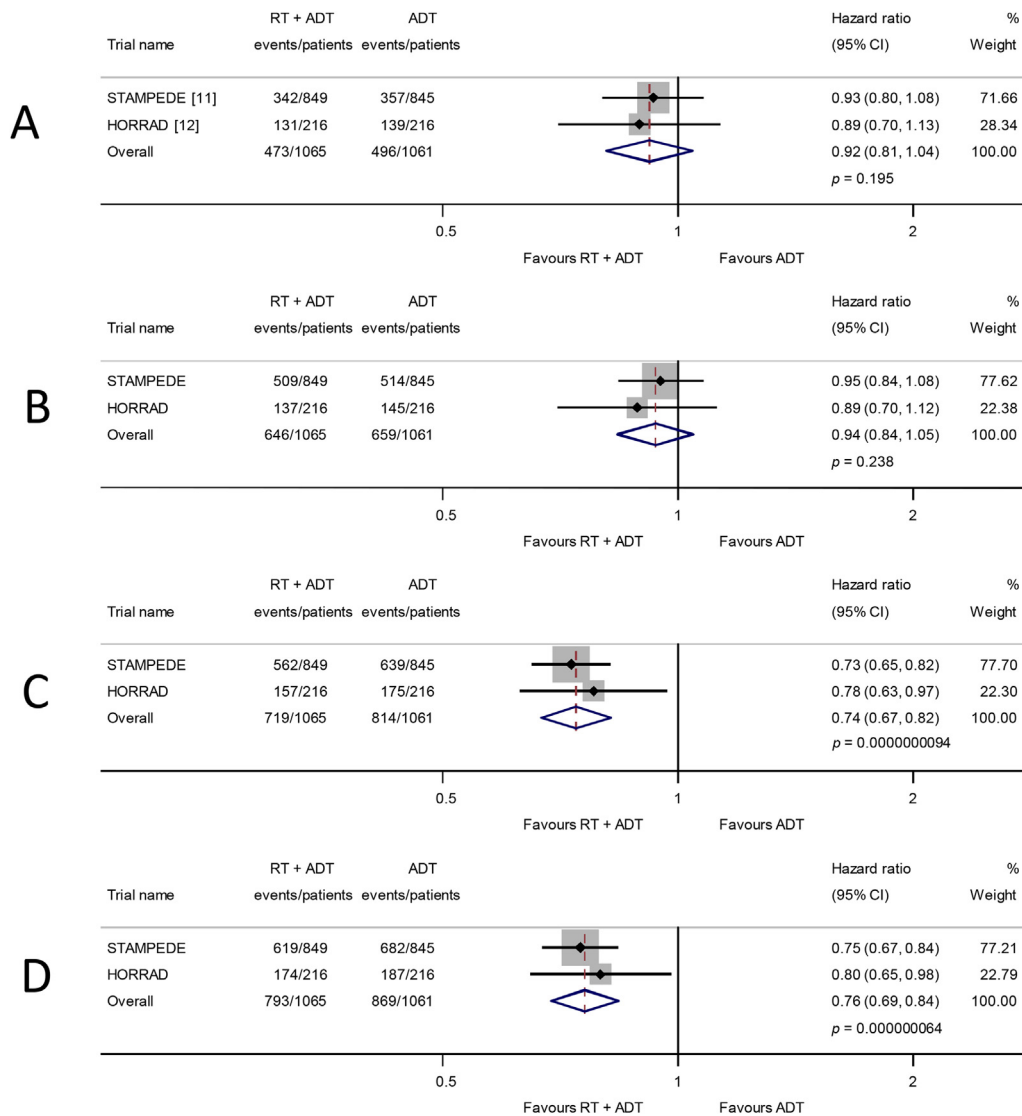 A
RT + ADT ADT Hazard ratio %
Trial name events/patients events/patients (95% CI) Weight
STAMPEDE [11] 342/849 357/845 0.93 (0.80, 1.08) 71.66
HORRAD [12] 131/216 139/216 0.89 (0.70, 1.13) 28.34
Overall 473/1065 496/1061 0.92 (0.81, 1.04) 100.00
p = 0.195
0.5 1 2
Favours RT + ADT Favours ADT
B
RT + ADT ADT Hazard ratio %
Trial name events/patients events/patients (95% CI) Weight
STAMPEDE 509/849 514/845 0.95 (0.84, 1.08) 77.62
HORRAD 137/216 145/216 0.89 (0.70, 1.12) 22.38
Overall 646/1065 659/1061 0.94 (0.84, 1.05) 100.00
p = 0.238
0.5 1 2
Favours RT + ADT Favours ADT
C
RT + ADT ADT Hazard ratio %
Trial name events/patients events/patients (95% CI) Weight
STAMPEDE 562/849 639/845 0.73 (0.65, 0.82) 77.70
HORRAD 157/216 175/216 0.78 (0.63, 0.97) 22.30
Overall 719/1065 814/1061 0.74 (0.67, 0.82) 100.00
p = 0.0000000094
0.5 1 2
Favours RT + ADT Favours ADT
D
RT + ADT ADT Hazard ratio %
Trial name events/patients events/patients (95% CI) Weight
STAMPEDE 619/849 682/845 0.75 (0.67, 0.84) 77.21
HORRAD 174/216 187/216 0.80 (0.65, 0.98) 22.79
Overall 793/1065 869/1061 0.76 (0.69, 0.84) 100.00
p = 0.000000064
0.5 1 2
Favours RT + ADT Favours ADT